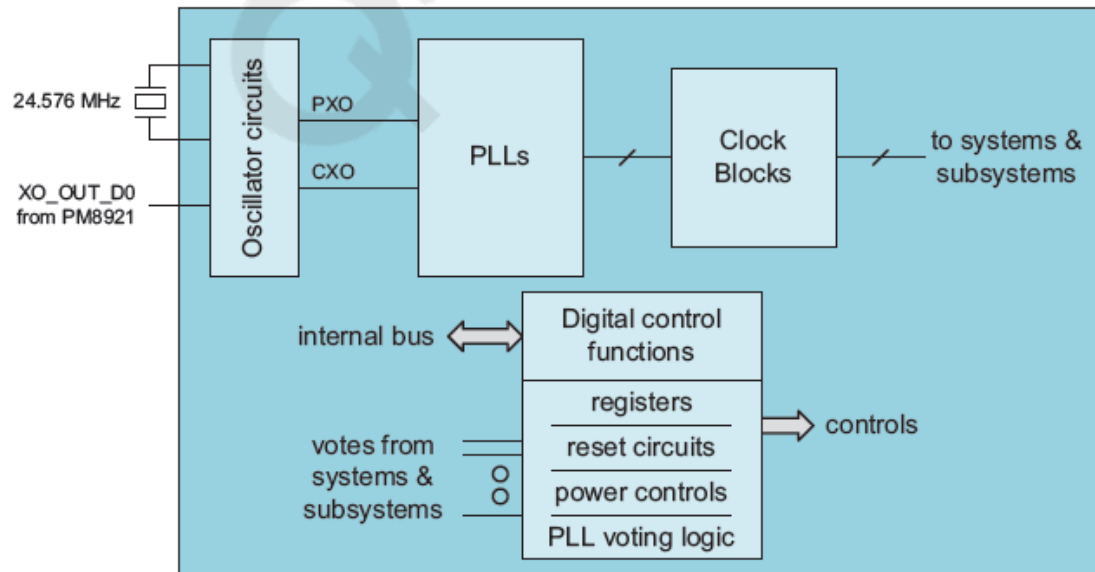 24.576 MHz
XO_OUT_D0
from PM8921
Oscillator circuits
PXO
CXO
PLLs
Clock
Blocks
to systems &
subsystems
internal bus
Digital control
functions
registers
reset circuits
power controls
PLL voting logic
votes from
systems &
subsystems
controls